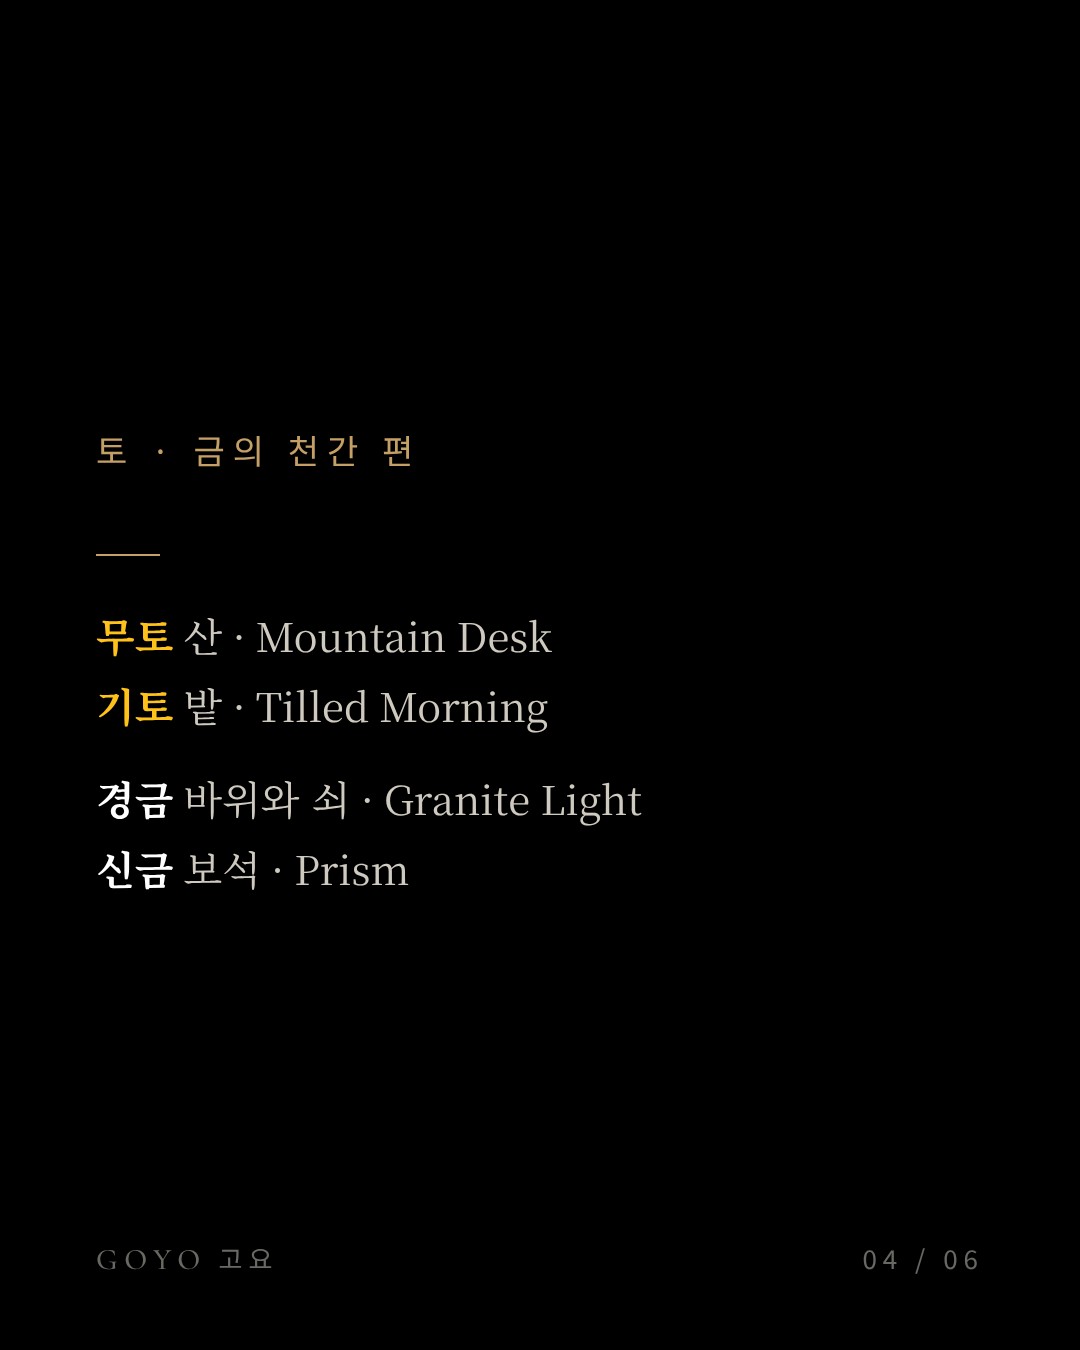 토 · 금의 천간 편
무토 산 · Mountain Desk
기토 밭 · Tilled Morning
경금 바위와 쇠 · Granite Light
신금 보석 · Prism
GOYO 고요
04 / 06